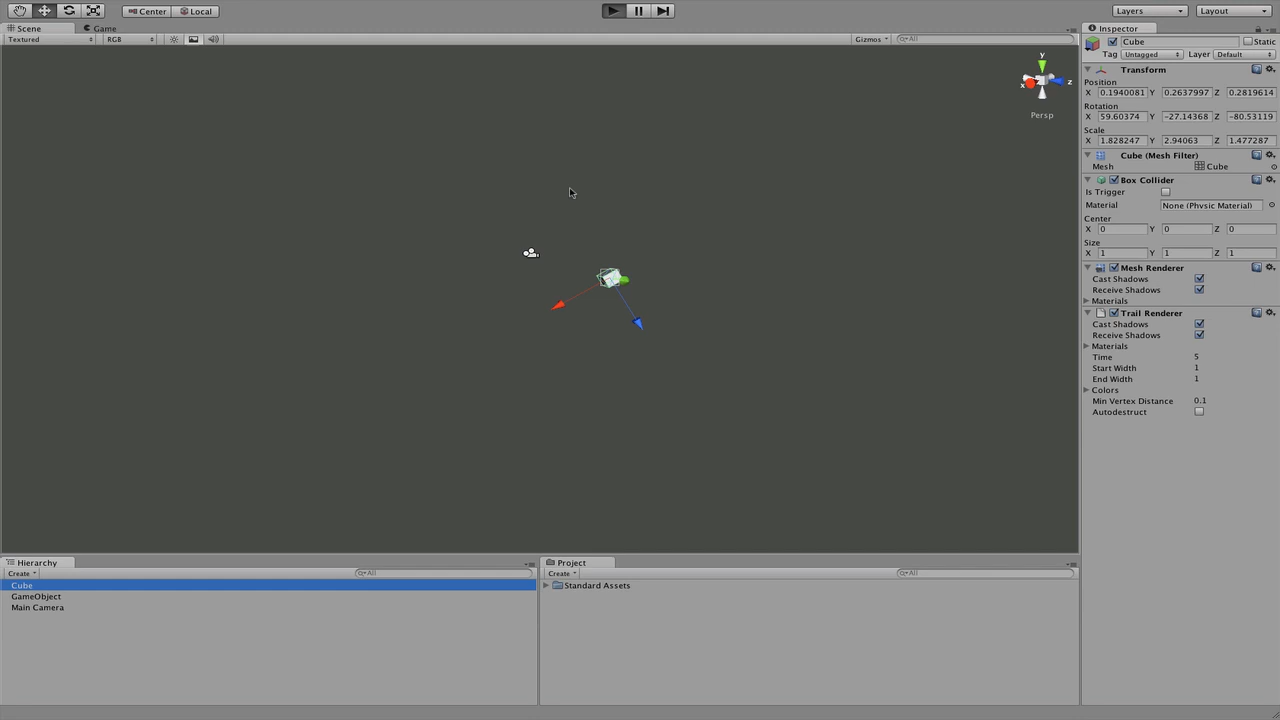 Center Local Layers Layout
Scene Game
Textured RGB Gizmos All
y
x z
Persp
Inspector
Cube Static
Tag Untagged Layer Default
Transform
Position
X 0.1940081 Y 0.2637997 Z 0.2819614
Rotation
X 59.60374 Y -27.14368 Z -80.53119
Scale
X 1.828247 Y 2.94063 Z 1.477287
Cube (Mesh Filter)
Mesh Cube
Box Collider
Is Trigger
Material None (Physic Material)
Center
X 0 Y 0 Z 0
Size
X 1 Y 1 Z 1
Mesh Renderer
Cast Shadows
Receive Shadows
Materials
Trail Renderer
Cast Shadows
Receive Shadows
Materials
Time 5
Start Width 1
End Width 1
Colors
Min Vertex Distance 0.1
Autodestruct
Hierarchy
Create All
Cube
GameObject
Main Camera
Project
Create All
Standard Assets